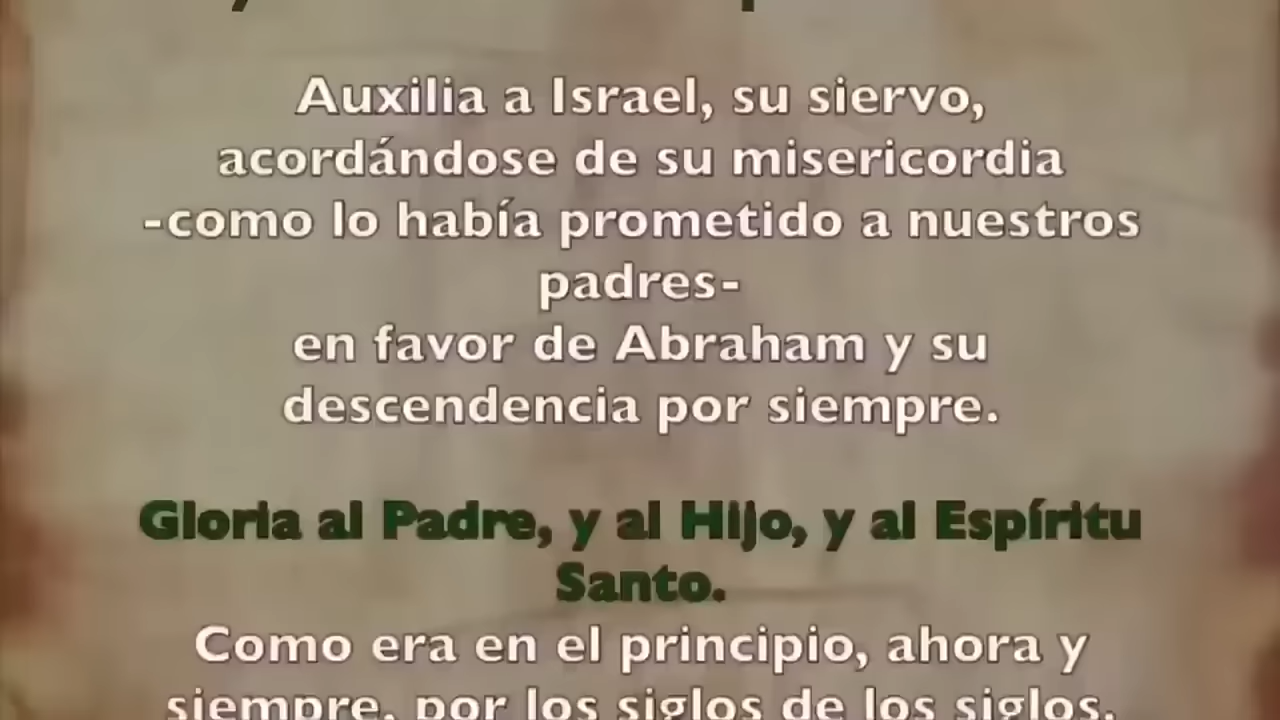 Auxilia a Israel, su siervo,
acordándose de su misericordia
-como lo había prometido a nuestros
padres-
en favor de Abraham y su
descendencia por siempre.
Gloria al Padre, y al Hijo, y al Espíritu
Santo.
Como era en el principio, ahora y
siempre, por los siglos de los siglos.